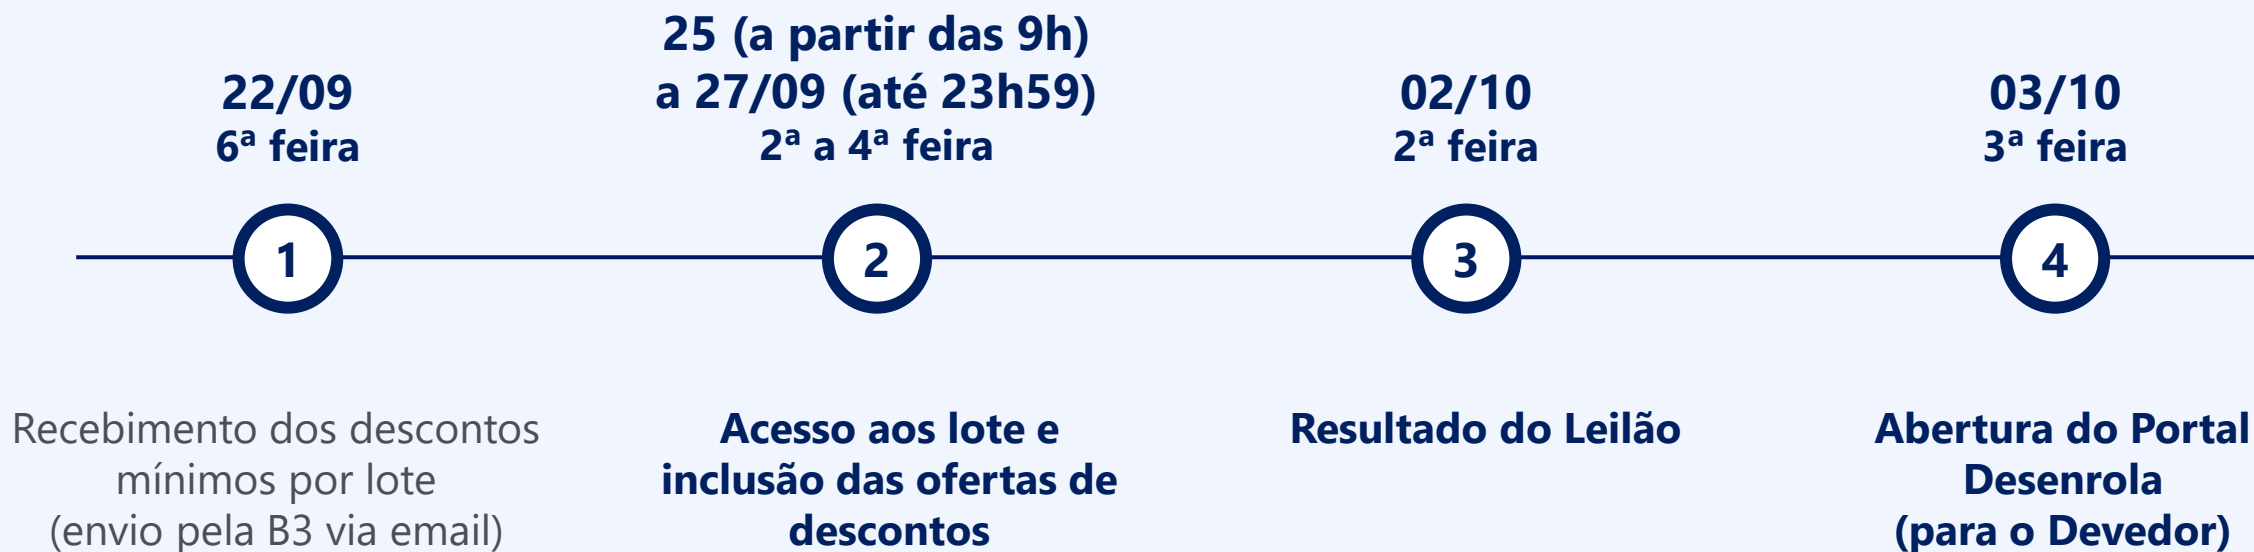 22/09
6ª feira
25 (a partir das 9h)
a 27/09 (até 23h59)
2ª a 4ª feira
02/10
2ª feira
03/10
3ª feira
1
2
3
4
Recebimento dos descontos
mínimos por lote
(envio pela B3 via email)
Acesso aos lote e
inclusão das ofertas de
descontos
Resultado do Leilão
Abertura do Portal
Desenrola
(para o Devedor)